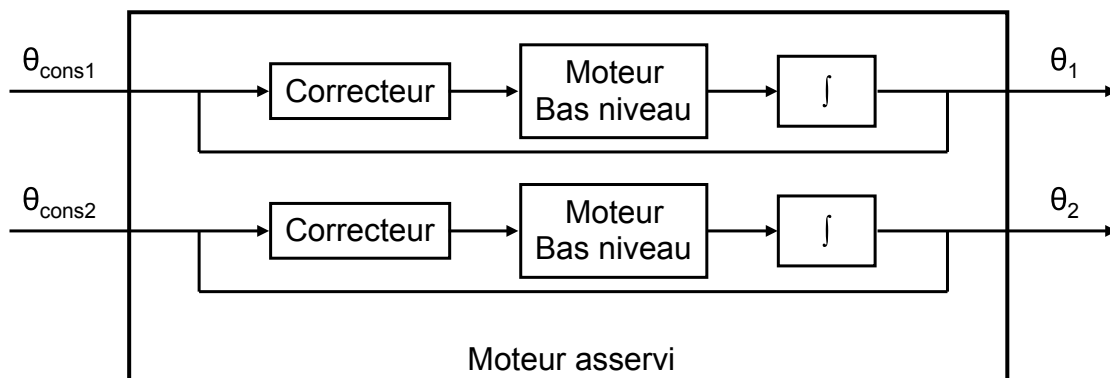 θcons1
Correcteur
Moteur
Bas niveau
∫
θ1
θcons2
Correcteur
Moteur
Bas niveau
∫
θ2
Moteur asservi